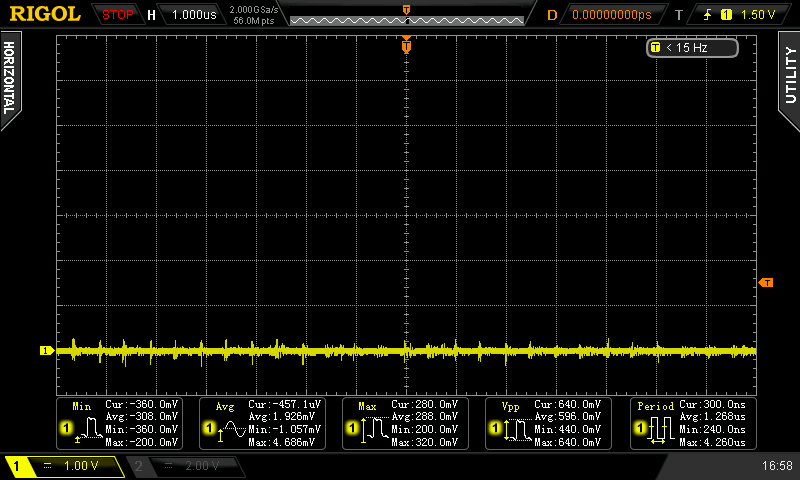 RIGOL STOP H 1.000us 2.000GSa/s 56.0M pts D 0.00000000ps T 1 1.50 V
T
T < 15 Hz
HORIZONTAL
UTILITY
T
1
Min Avg Max Vpp Period
Cur:-360.0mV Cur:-457.1uV Cur:280.0mV Cur:640.0mV Cur:300.0ns
Avg:-308.0mV Avg:1.926mV Avg:288.0mV Avg:596.0mV Avg:1.268us
Min:-360.0mV Min:-1.057mV Min:200.0mV Min:440.0mV Min:240.0ns
Max:-200.0mV Max:4.686mV Max:320.0mV Max:640.0mV Max:4.260us
1 1 1 1 1
1 1.00 V 2 2.00 V 16:58